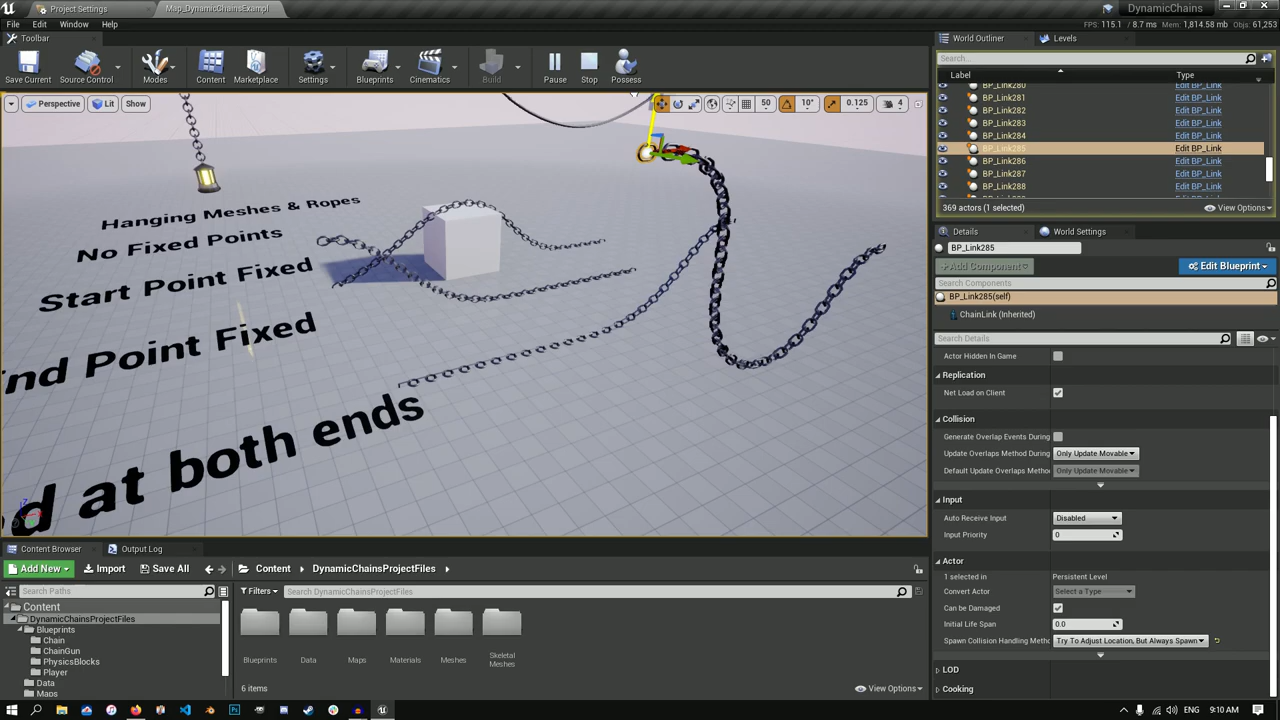 Project Settings
Map_DynamicChainsExampl
DynamicChains
File Edit Window Help
FPS: 115.1 / 8.7 ms Mem: 1,814.58 mb Objs: 61,253
Toolbar
Save Current
Source Control
Modes
Content
Marketplace
Settings
Blueprints
Cinematics
Build
Pause
Stop
Possess
Perspective
Lit
Show
50
10°
0.125
4
Hanging Meshes & Ropes
No Fixed Points
Start Point Fixed
nd Point Fixed
d at both ends
World Outliner
Levels
Search...
Label Type
BP_Link280 Edit BP_Link
BP_Link281 Edit BP_Link
BP_Link282 Edit BP_Link
BP_Link283 Edit BP_Link
BP_Link284 Edit BP_Link
BP_Link285 Edit BP_Link
BP_Link286 Edit BP_Link
BP_Link287 Edit BP_Link
BP_Link288 Edit BP_Link
369 actors (1 selected)
View Options
Details
World Settings
BP_Link285
+Add Component
Edit Blueprint
Search Components
BP_Link285(self)
ChainLink (Inherited)
Search Details
Actor Hidden In Game
Replication
Net Load on Client
Collision
Generate Overlap Events During
Update Overlaps Method During Only Update Movable
Default Update Overlaps Metho Only Update Movable
Input
Auto Receive Input Disabled
Input Priority 0
Actor
1 selected in Persistent Level
Convert Actor Select a Type
Can be Damaged
Initial Life Span 0.0
Spawn Collision Handling Metho Try To Adjust Location, But Always Spawn
LOD
Cooking
Content Browser
Output Log
Add New
Import
Save All
Content
DynamicChainsProjectFiles
Search Paths
Filters
Search DynamicChainsProjectFiles
Content
DynamicChainsProjectFiles
Blueprints
Chain
ChainGun
PhysicsBlocks
Player
Data
Maps
Blueprints
Data
Maps
Materials
Meshes
Skeletal
Meshes
6 items
View Options
ENG
9:10 AM